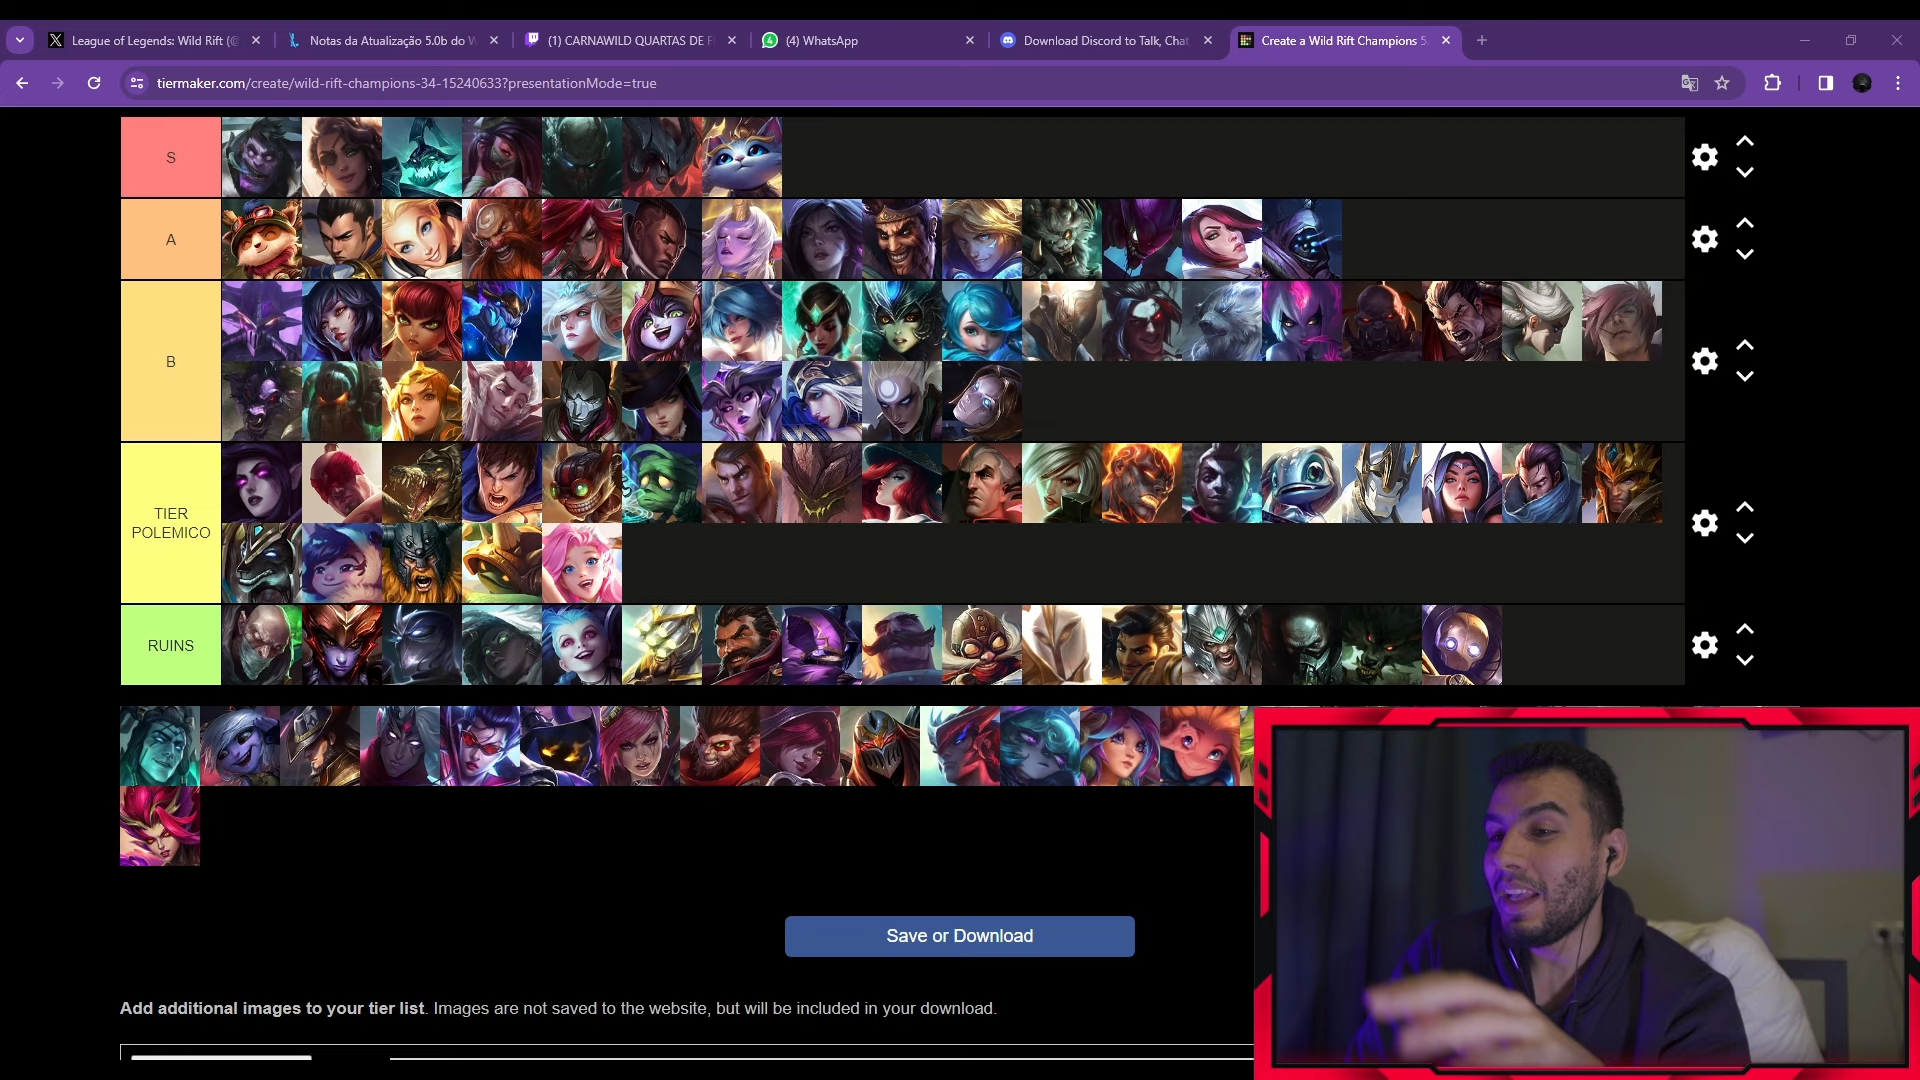 League of Legends: Wild Rift (@
Notas da Atualização 5.0b do W
(1) CARNAWILD QUARTAS DE F
(4) WhatsApp
Download Discord to Talk, Chat
Create a Wild Rift Champions 5.
tiermaker.com/create/wild-rift-champions-34-15240633?presentationMode=true
S
A
B
TIER
POLEMICO
RUINS
Save or Download
Add additional images to your tier list. Images are not saved to the website, but will be included in your download.